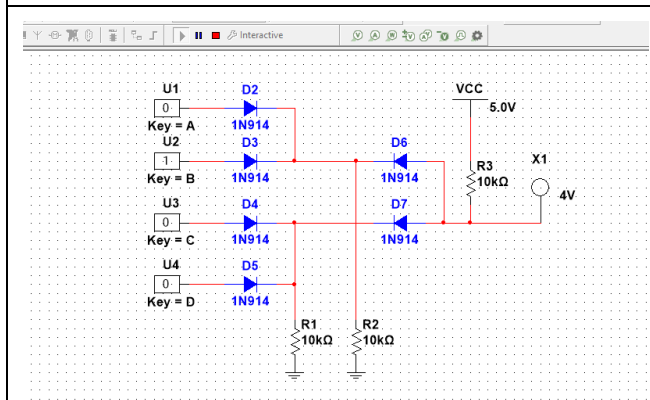 Interactive
U1
0
Key = A
D2
1N914
U2
1
Key = B
D3
1N914
U3
0
Key = C
D4
1N914
U4
0
Key = D
D5
1N914
D6
1N914
D7
1N914
VCC
5.0V
R3
10kΩ
X1
4V
R1
10kΩ
R2
10kΩ